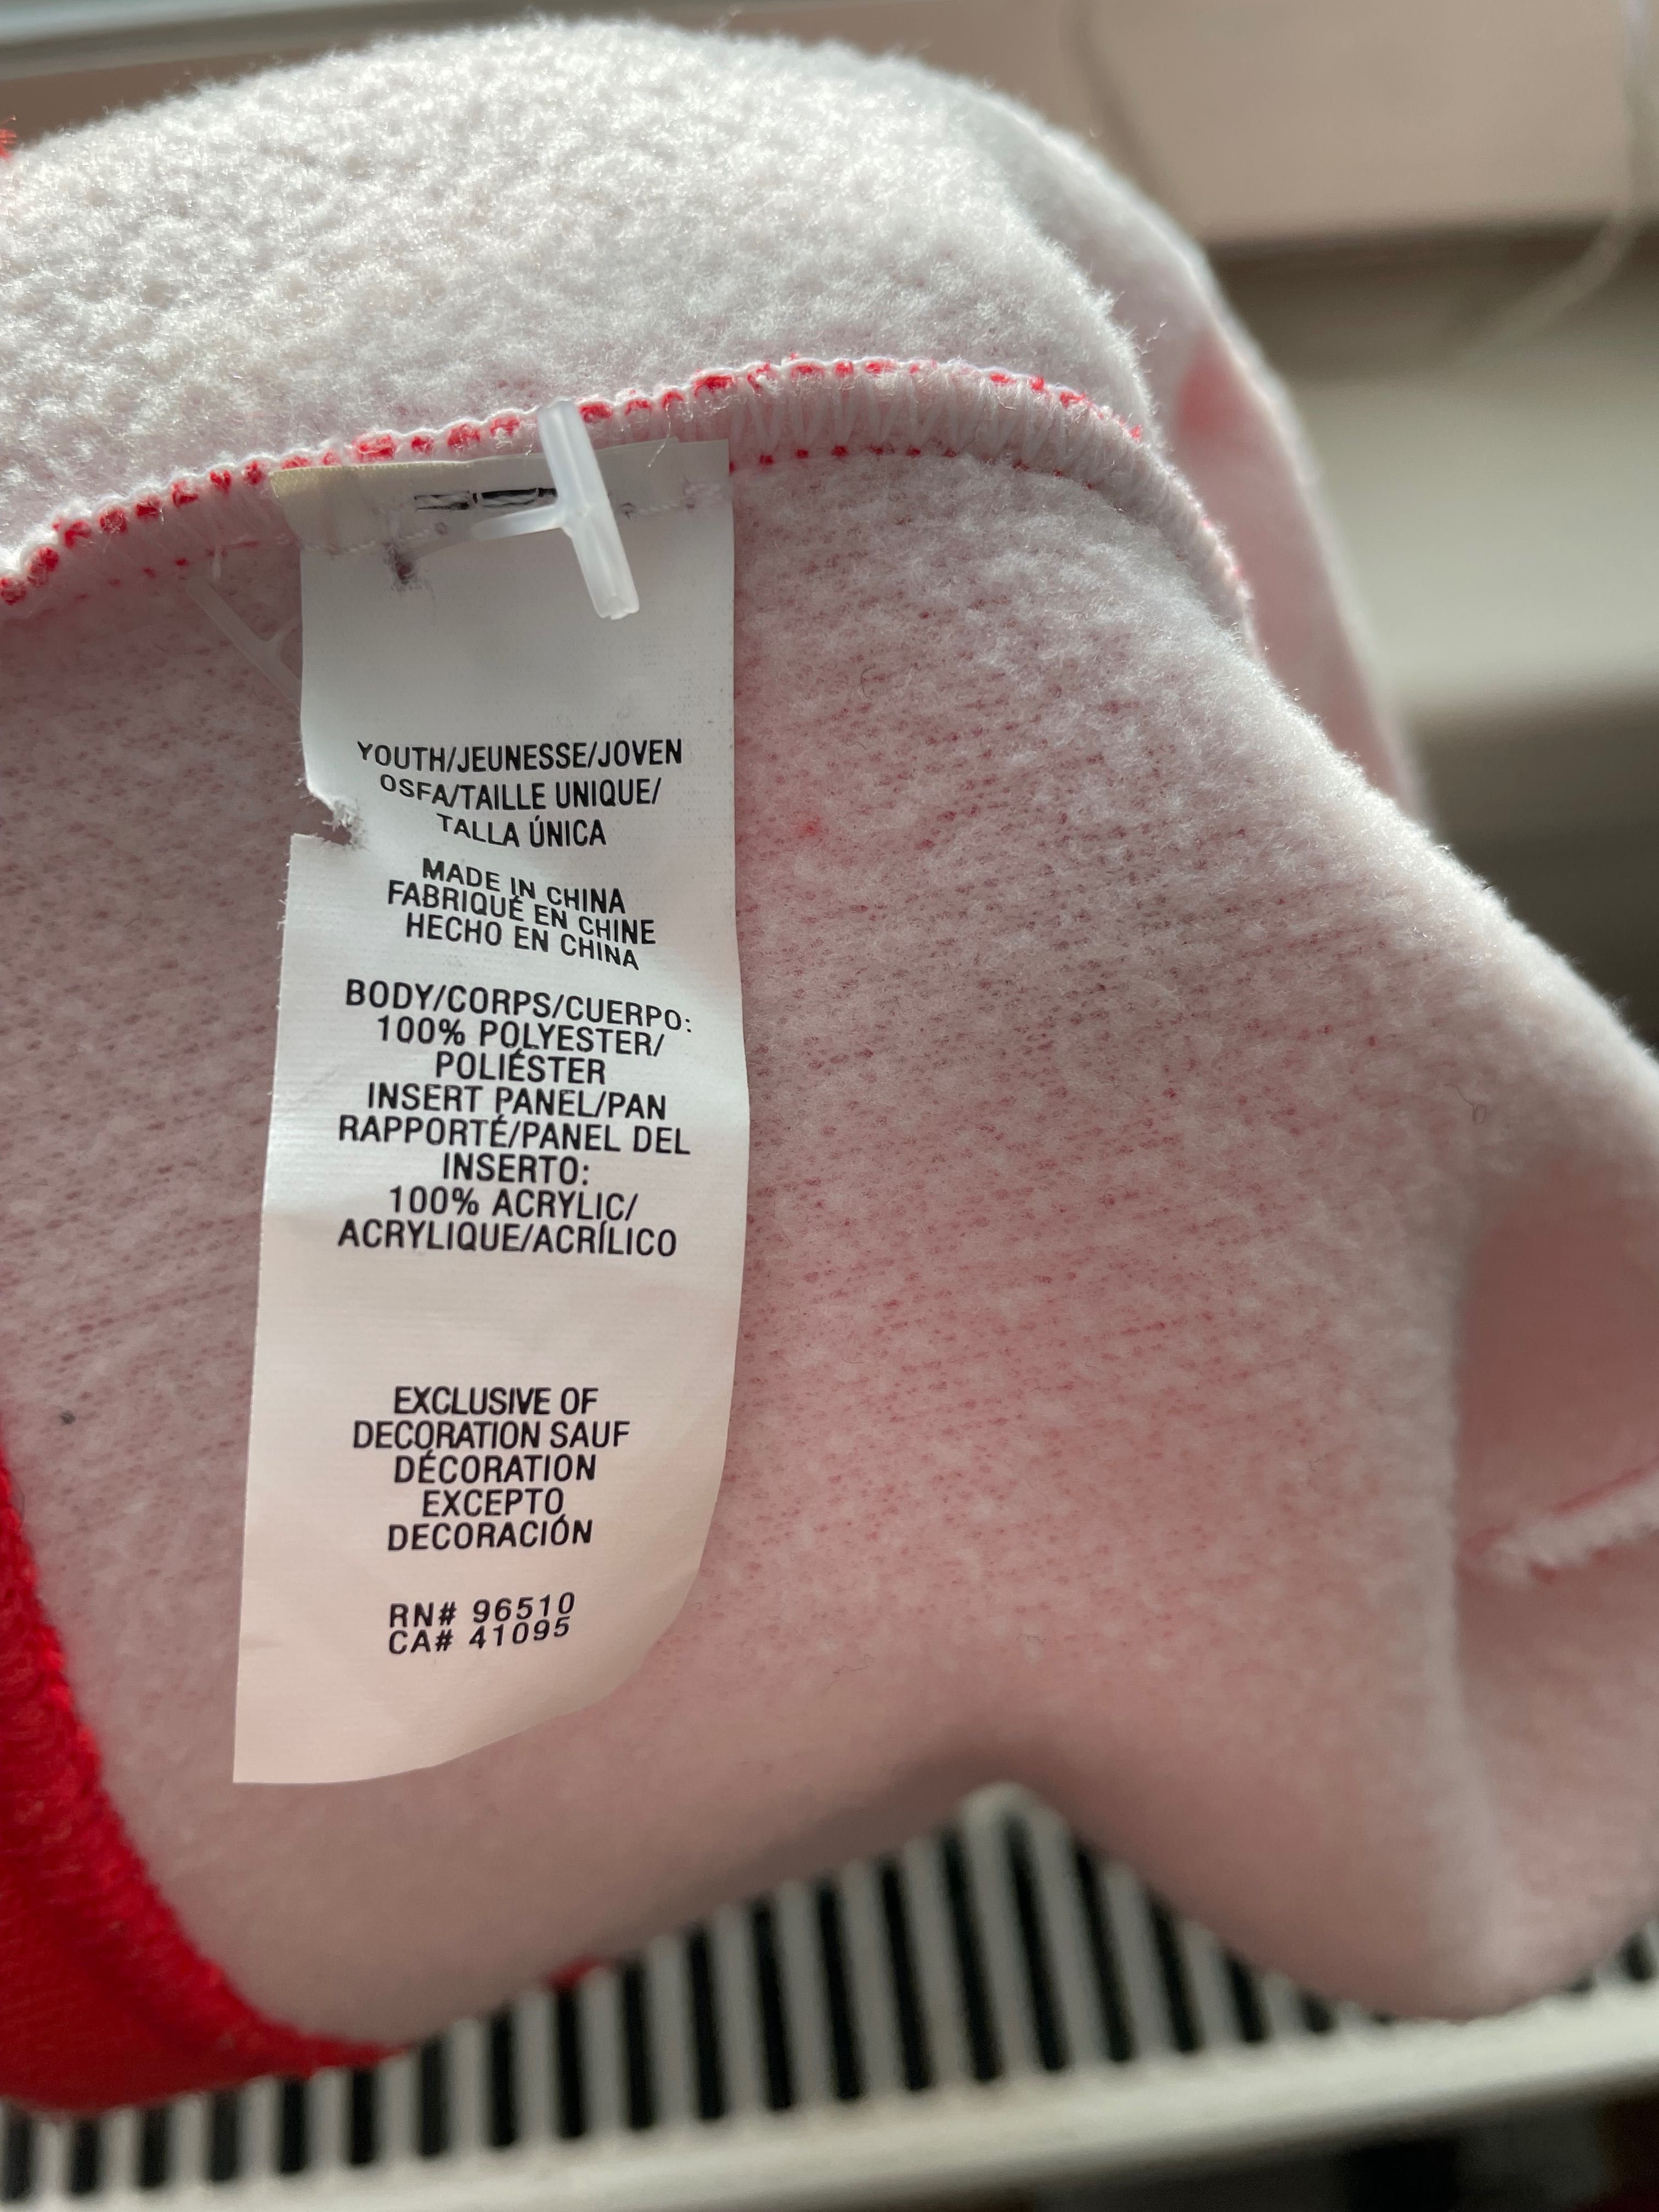 YOUTH/JEUNESSE/JOVEN
OSFA/TAILLE UNIQUE/
TALLA ÚNICA
MADE IN CHINA
FABRIQUÉ EN CHINE
HECHO EN CHINA
BODY/CORPS/CUERPO:
100% POLYESTER/
POLIÉSTER
INSERT PANEL/PAN
RAPPORTÉ/PANEL DEL
INSERTO:
100% ACRYLIC/
ACRYLIQUE/ACRÍLICO
EXCLUSIVE OF
DECORATION SAUF
DÉCORATION
EXCEPTO
DECORACIÓN
RN# 96510
CA# 41095